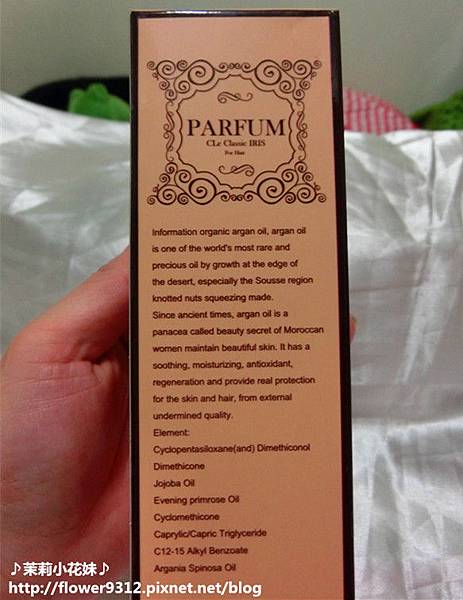 PARFUM
CLe Classic IRIS
For Hair
Information organic argan oil, argan oil
is one of the world's most rare and
precious oil by growth at the edge of
the desert, especially the Sousse region
knotted nuts squeezing made.
Since ancient times, argan oil is a
panacea called beauty secret of Moroccan
women maintain beautiful skin. It has a
soothing, moisturizing, antioxidant,
regeneration and provide real protection
for the skin and hair, from external
undermined quality.
Element:
Cyclopentasiloxane(and) Dimethiconol
Dimethicone
Jojoba Oil
Evening primrose Oil
Cyclomethicone
Caprylic/Capric Triglyceride
C12-15 Alkyl Benzoate
Argania Spinosa Oil
♪茉莉小花妹♪
http://flower9312.pixnet.net/blog